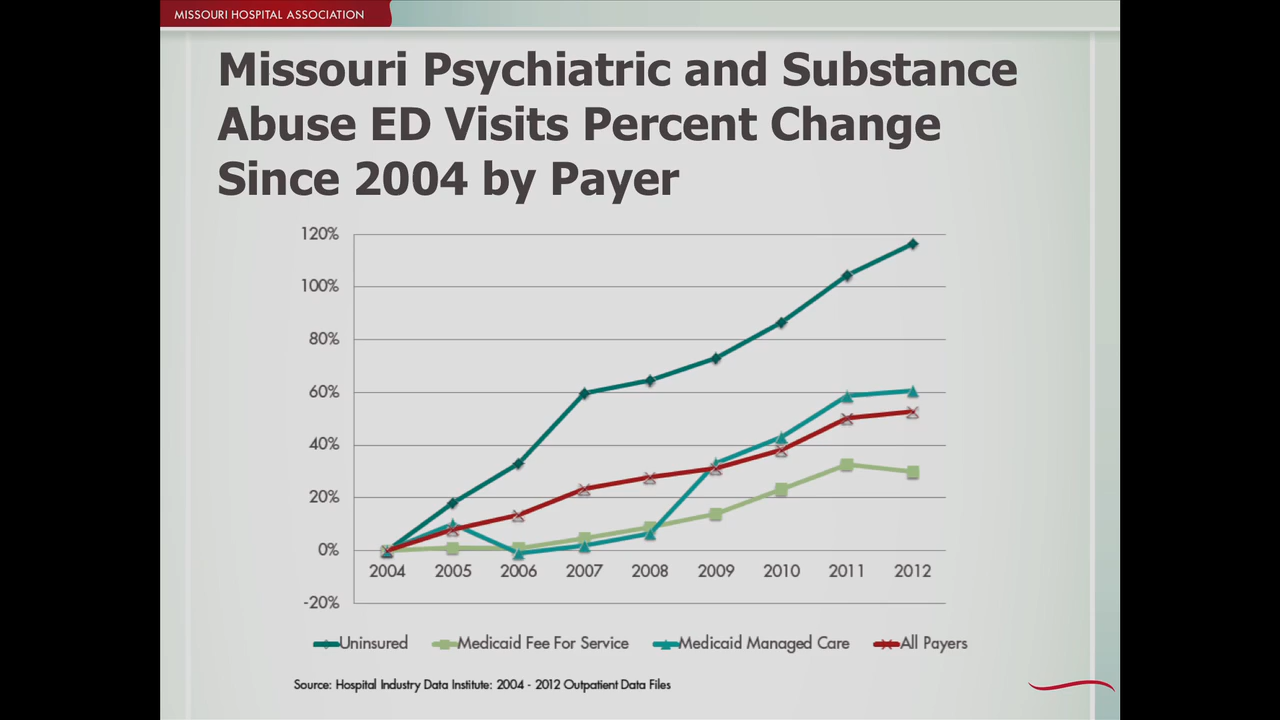 MISSOURI HOSPITAL ASSOCIATION
Missouri Psychiatric and Substance
Abuse ED Visits Percent Change
Since 2004 by Payer
120%
100%
80%
60%
40%
20%
0%
2004 2005 2006 2007 2008 2009 2010 2011 2012
-20%
Uninsured Medicaid Fee For Service Medicaid Managed Care All Payers
Source: Hospital Industry Data Institute: 2004 - 2012 Outpatient Data Files